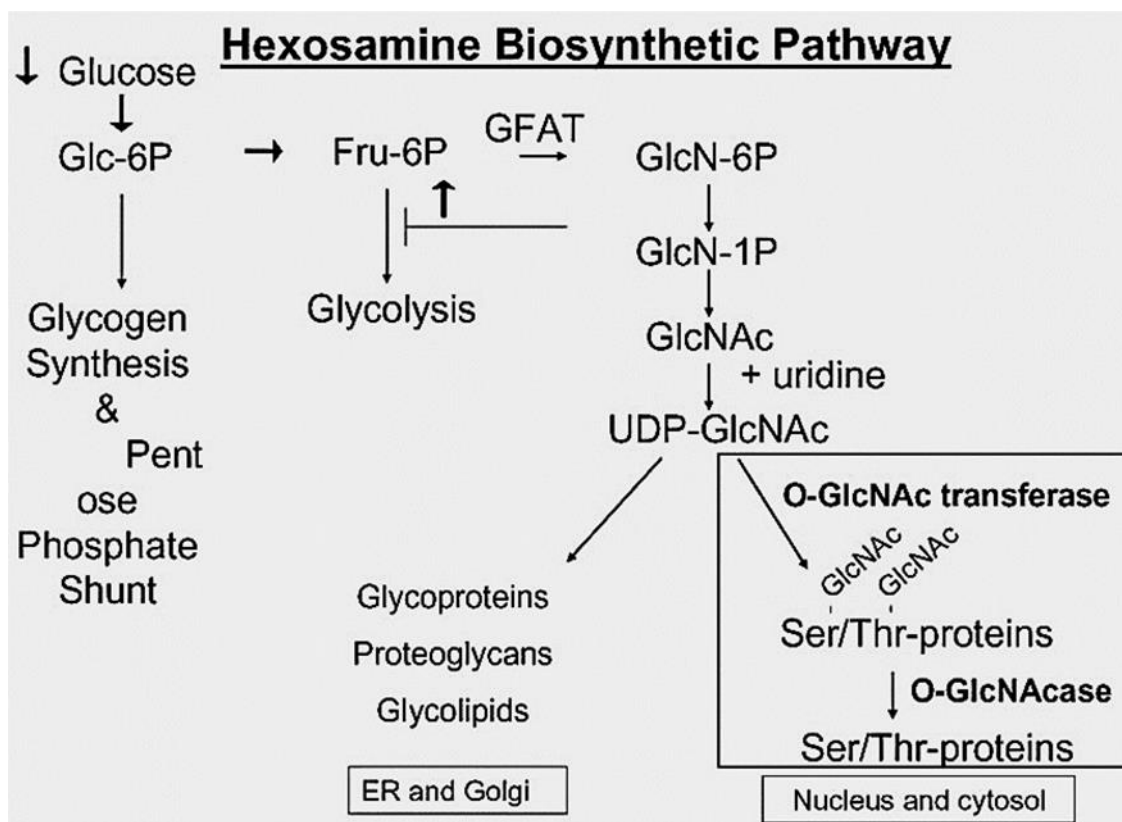 Hexosamine Biosynthetic Pathway
↓ Glucose
Glc-6P
Fru-6P
GFAT
GlcN-6P
GlcN-1P
Glycolysis
Glycogen
Synthesis
&
Pent
ose
Phosphate
Shunt
GlcNAc
+ uridine
UDP-GlcNAc
O-GlcNAc transferase
GlcNAc
GlcNAc
Ser/Thr-proteins
O-GlcNAcase
Ser/Thr-proteins
Glycoproteins
Proteoglycans
Glycolipids
ER and Golgi
Nucleus and cytosol